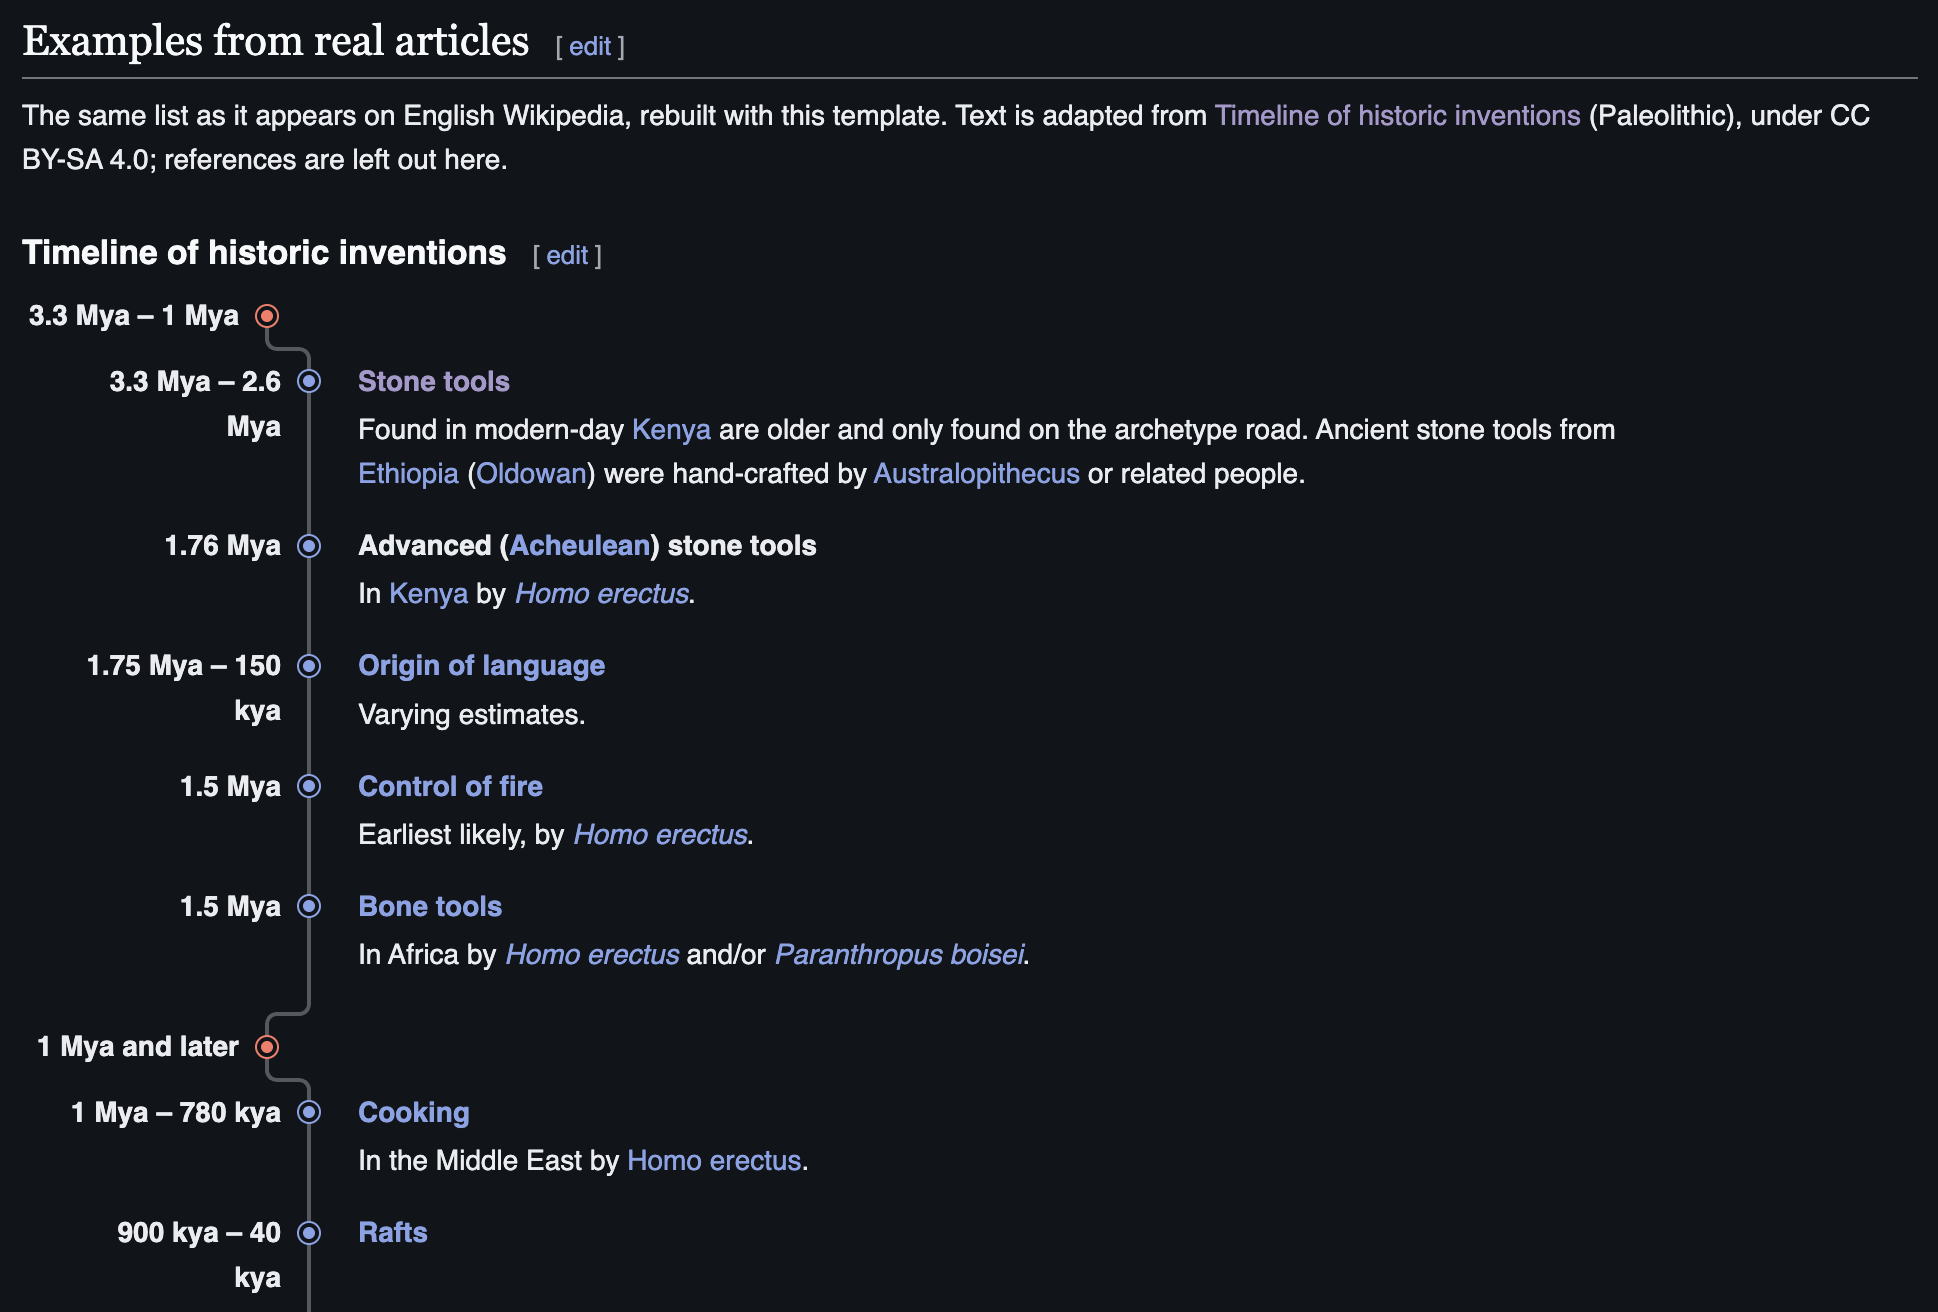 Examples from real articles [ edit ]
The same list as it appears on English Wikipedia, rebuilt with this template. Text is adapted from Timeline of historic inventions (Paleolithic), under CC
BY-SA 4.0; references are left out here.
Timeline of historic inventions [ edit ]
3.3 Mya – 1 Mya
3.3 Mya – 2.6
Mya
Stone tools
Found in modern-day Kenya are older and only found on the archetype road. Ancient stone tools from
Ethiopia (Oldowan) were hand-crafted by Australopithecus or related people.
1.76 Mya
Advanced (Acheulean) stone tools
In Kenya by Homo erectus.
1.75 Mya – 150
kya
Origin of language
Varying estimates.
1.5 Mya
Control of fire
Earliest likely, by Homo erectus.
1.5 Mya
Bone tools
In Africa by Homo erectus and/or Paranthropus boisei.
1 Mya and later
1 Mya – 780 kya
Cooking
In the Middle East by Homo erectus.
900 kya – 40
kya
Rafts